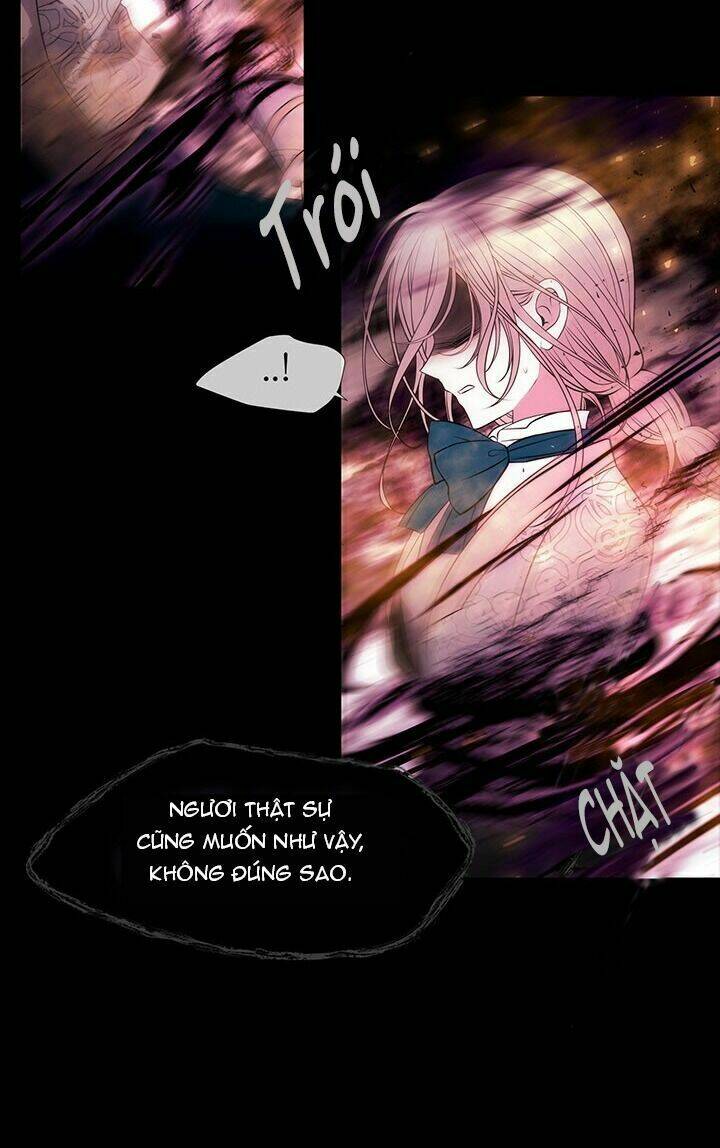 Trói
..!
CHẶT
NGƯƠI THẬT SỰ
CŨNG MUỐN NHƯ VẬY,
KHÔNG ĐÚNG SAO.